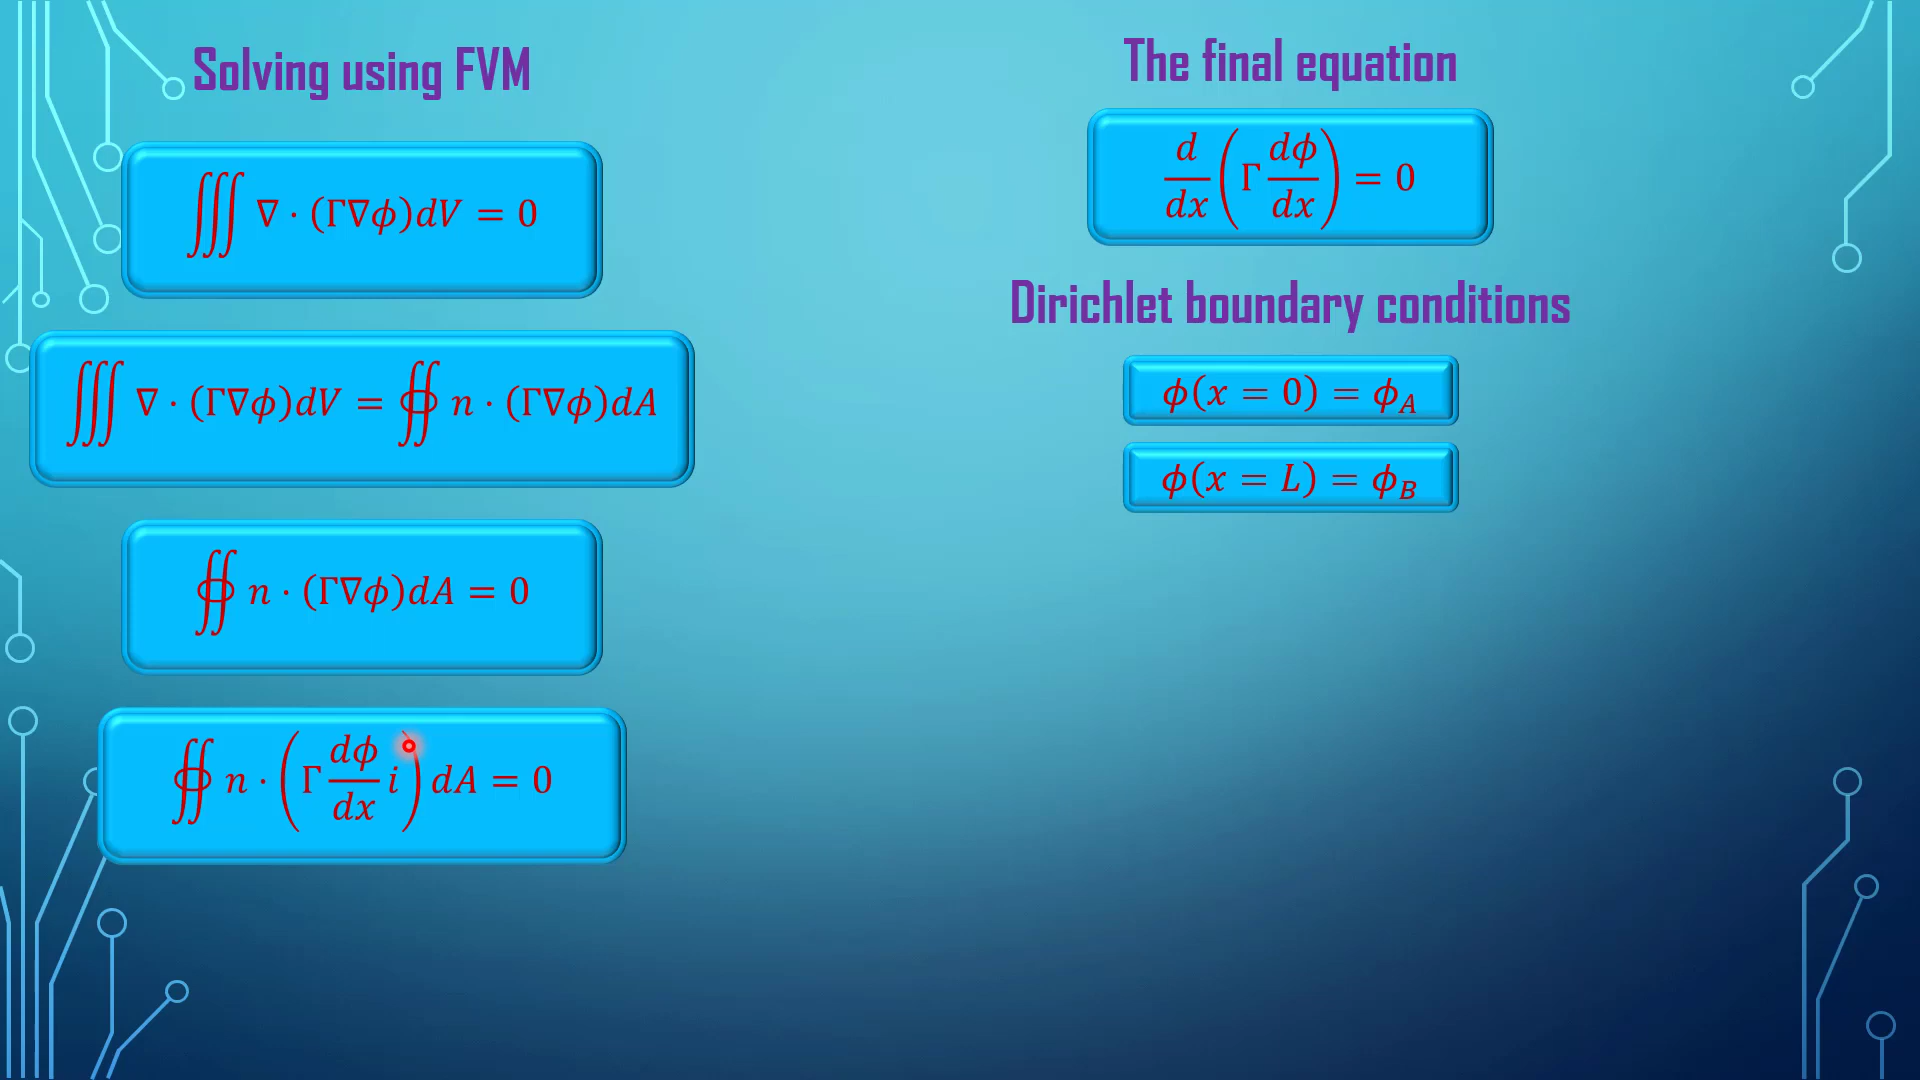 Solving using FVM
∭ ∇ · (Γ∇ϕ)dV = 0
∭ ∇ · (Γ∇ϕ)dV = ∯ n · (Γ∇ϕ)dA
∯ n · (Γ∇ϕ)dA = 0
∯ n · (Γ dϕ/dx i) dA = 0
The final equation
d/dx (Γ dϕ/dx) = 0
Dirichlet boundary conditions
ϕ(x = 0) = ϕ_A
ϕ(x = L) = ϕ_B